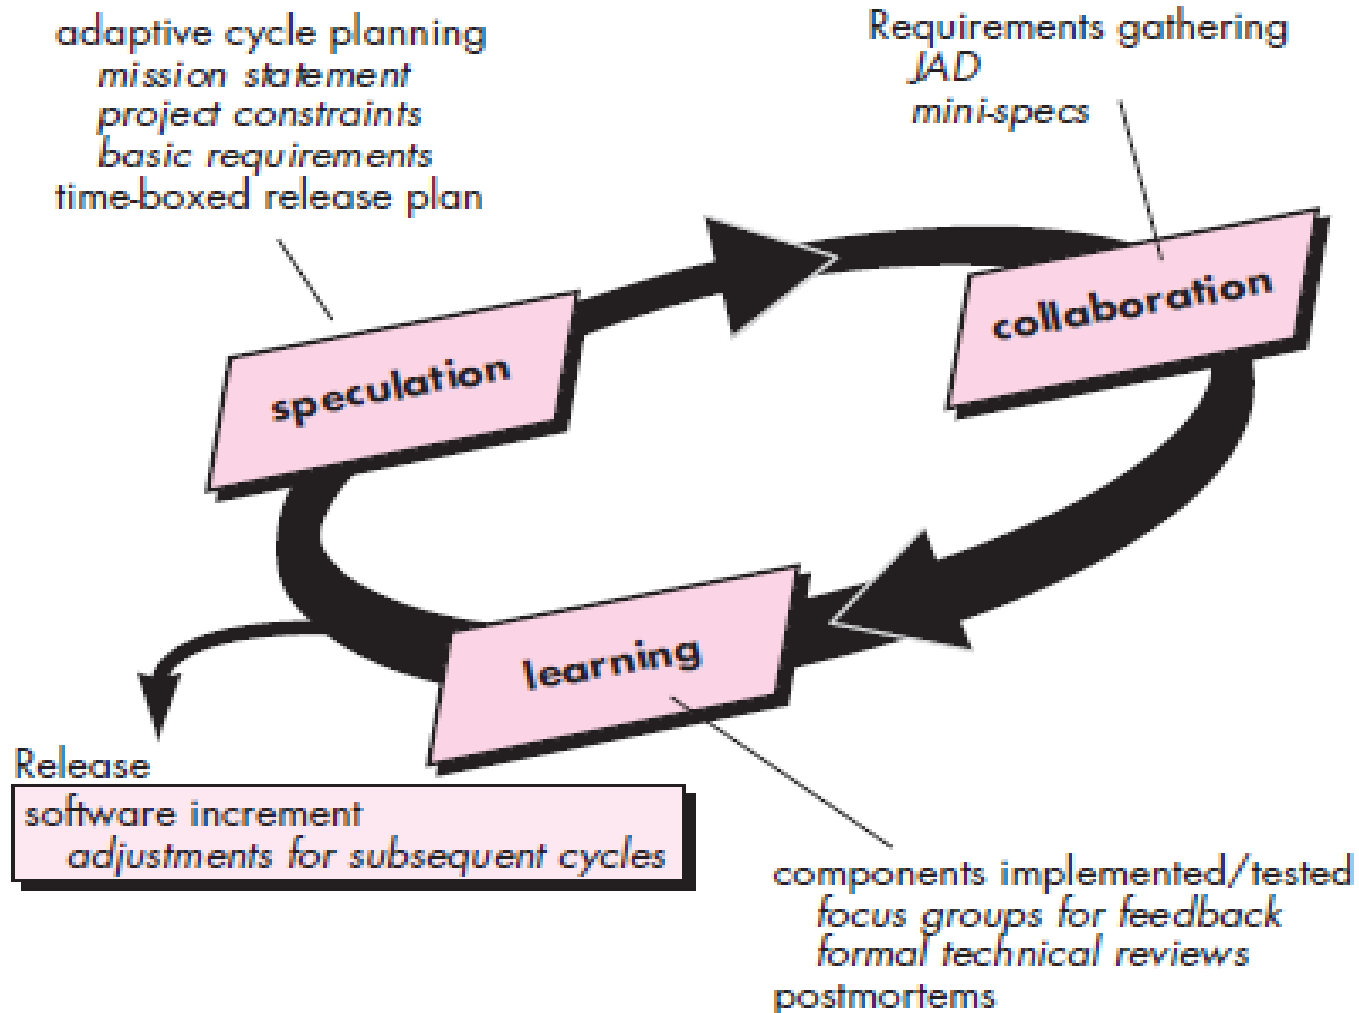 adaptive cycle planning
mission statement
project constraints
basic requirements
time-boxed release plan
Requirements gathering
JAD
mini-specs
speculation
collaboration
learning
Release
software increment
adjustments for subsequent cycles
components implemented/tested
focus groups for feedback
formal technical reviews
postmortems